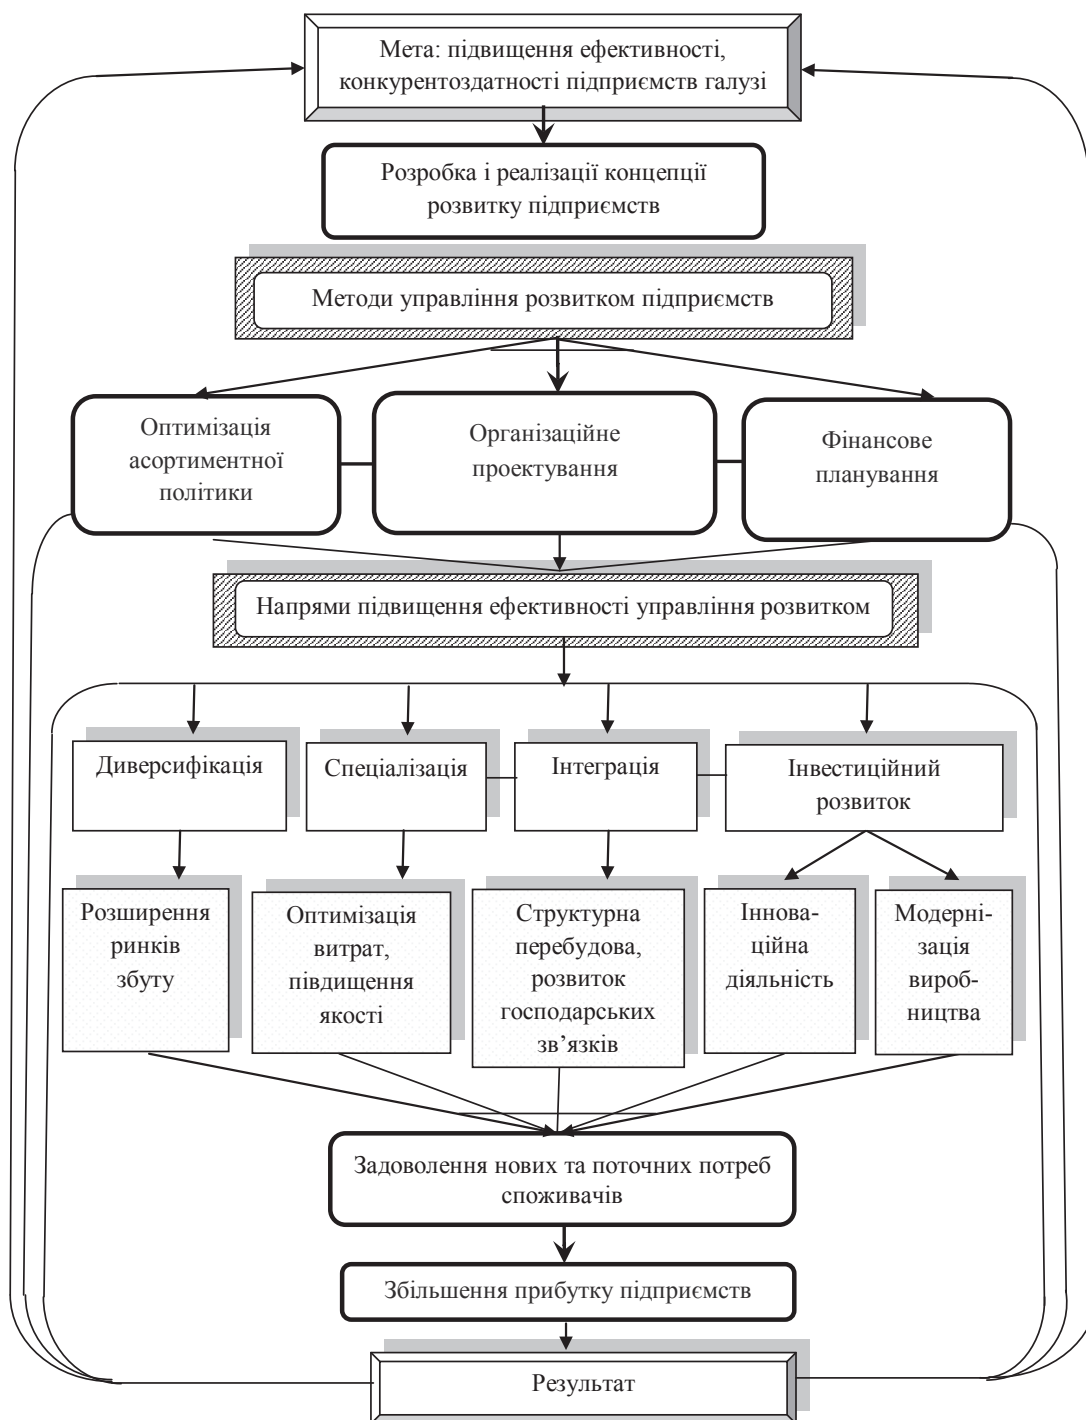 Мета: підвищення ефективності,
конкурентоздатності підприємств галузі
Розробка і реалізації концепції
розвитку підприємств
Методи управління розвитком підприємств
Оптимізація
асортиментної
політики
Організаційне
проектування
Фінансове
планування
Напрями підвищення ефективності управління розвитком
Диверсифікація
Спеціалізація
Інтеграція
Інвестиційний
розвиток
Розширення
ринків
збуту
Оптимізація
витрат,
півдищення
якості
Структурна
перебудова,
розвиток
господарських
зв’язків
Іннова-
ційна
діяльність
Модерні-
зація
вироб-
ництва
Задоволення нових та поточних потреб
споживачів
Збільшення прибутку підприємств
Результат